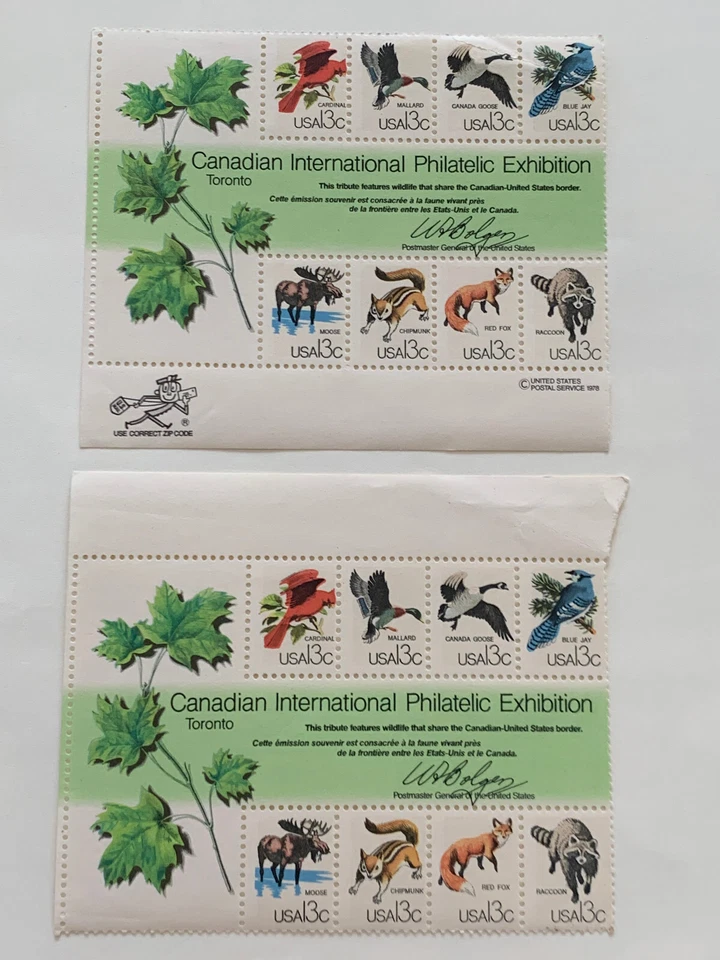 CARDINAL
USA13C
MALLARD
USA13C
CANADA GOOSE
USA13C
BLUE JAY
USA13C
Canadian International Philatelic Exhibition
Toronto
This tribute features wildlife that share the Canadian-United States border.
Cette émission souvenir est consacrée à la faune vivant près
de la frontière entre les Etats-Unis et le Canada.
Postmaster General of the United States
MOOSE
USA13C
CHIPMUNK
USA13C
RED FOX
USA13C
RACCOON
USA13C
USE CORRECT ZIP CODE
®
© UNITED STATES
POSTAL SERVICE 1978
CARDINAL
USA13C
MALLARD
USA13C
CANADA GOOSE
USA13C
BLUE JAY
USA13C
Canadian International Philatelic Exhibition
Toronto
This tribute features wildlife that share the Canadian-United States border.
Cette émission souvenir est consacrée à la faune vivant près
de la frontière entre les Etats-Unis et le Canada.
Postmaster General of the United States
MOOSE
USA13C
CHIPMUNK
USA13C
RED FOX
USA13C
RACCOON
USA13C